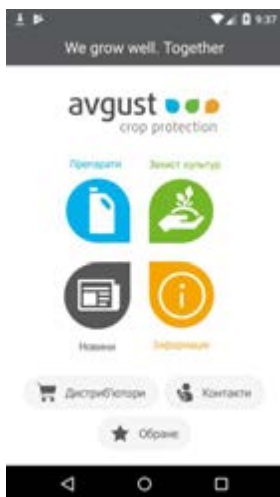 9:37
We grow well. Together
avgust
crop protection
Препарати Захист культур
Новини Інформація
Дистриб'ютори Контакти
Обране